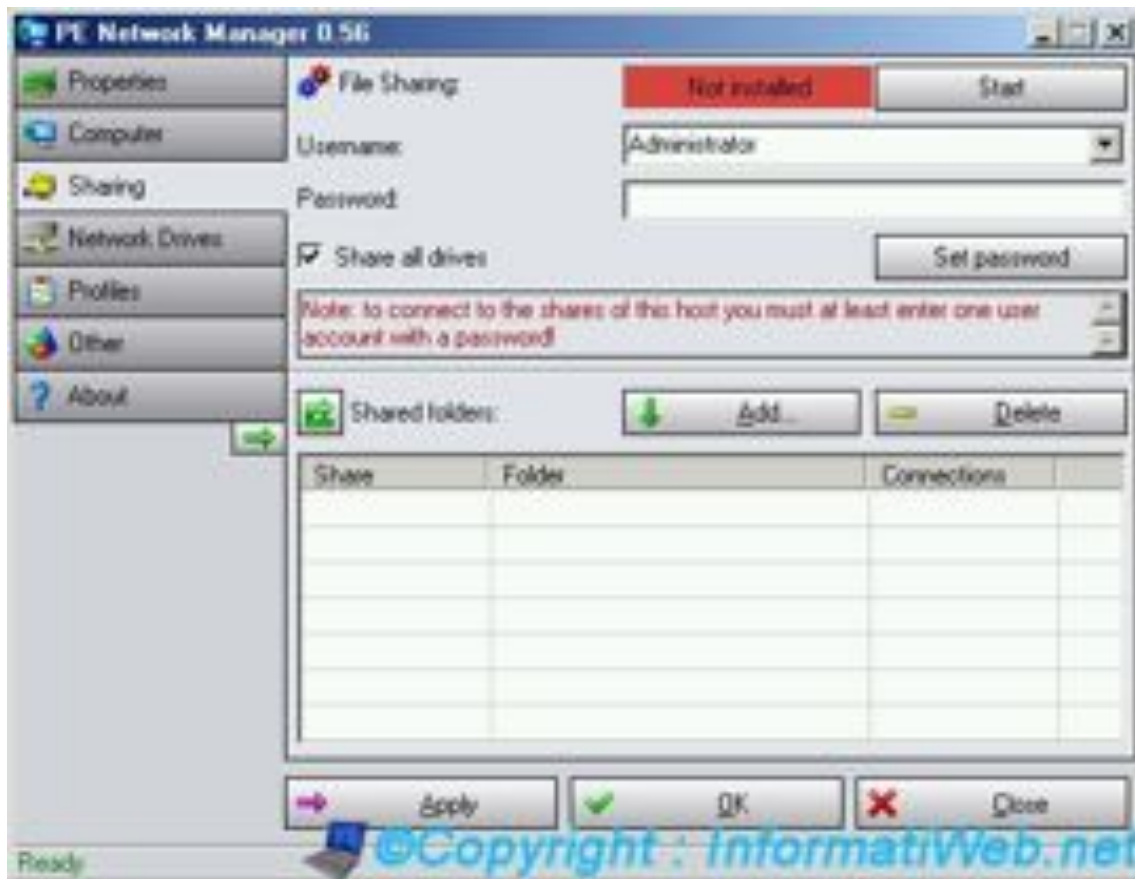 PE Network Manager 0.56
Properties
Computer
Sharing
Network Drives
Profiles
Other
About
File Sharing:
Not installed
Start
Username:
Administrator
Password:
Share all drives
Set password
Note: to connect to the shares of this host you must at least enter one user
account with a password!
Shared folders:
Add...
Delete
Share Folder Connections
Apply
OK
Close
Ready
©Copyright : InformatiWeb.net